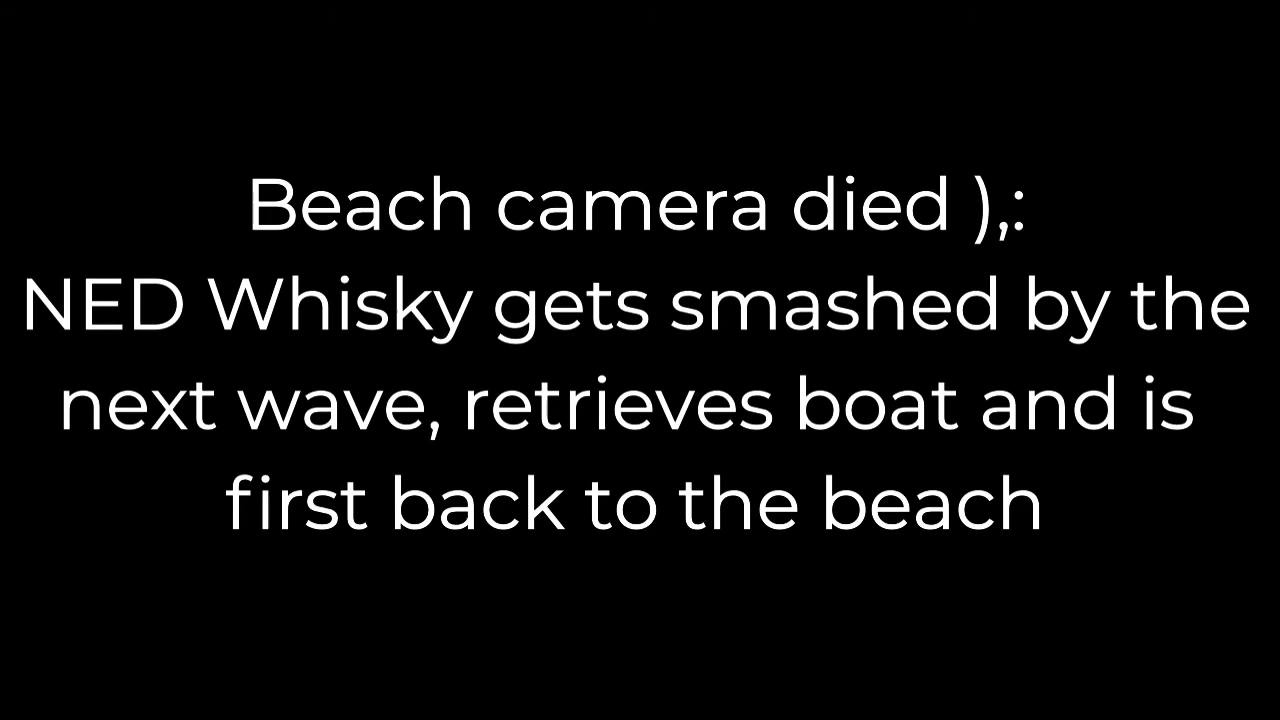 Beach camera died ),:
NED Whisky gets smashed by the
next wave, retrieves boat and is
first back to the beach